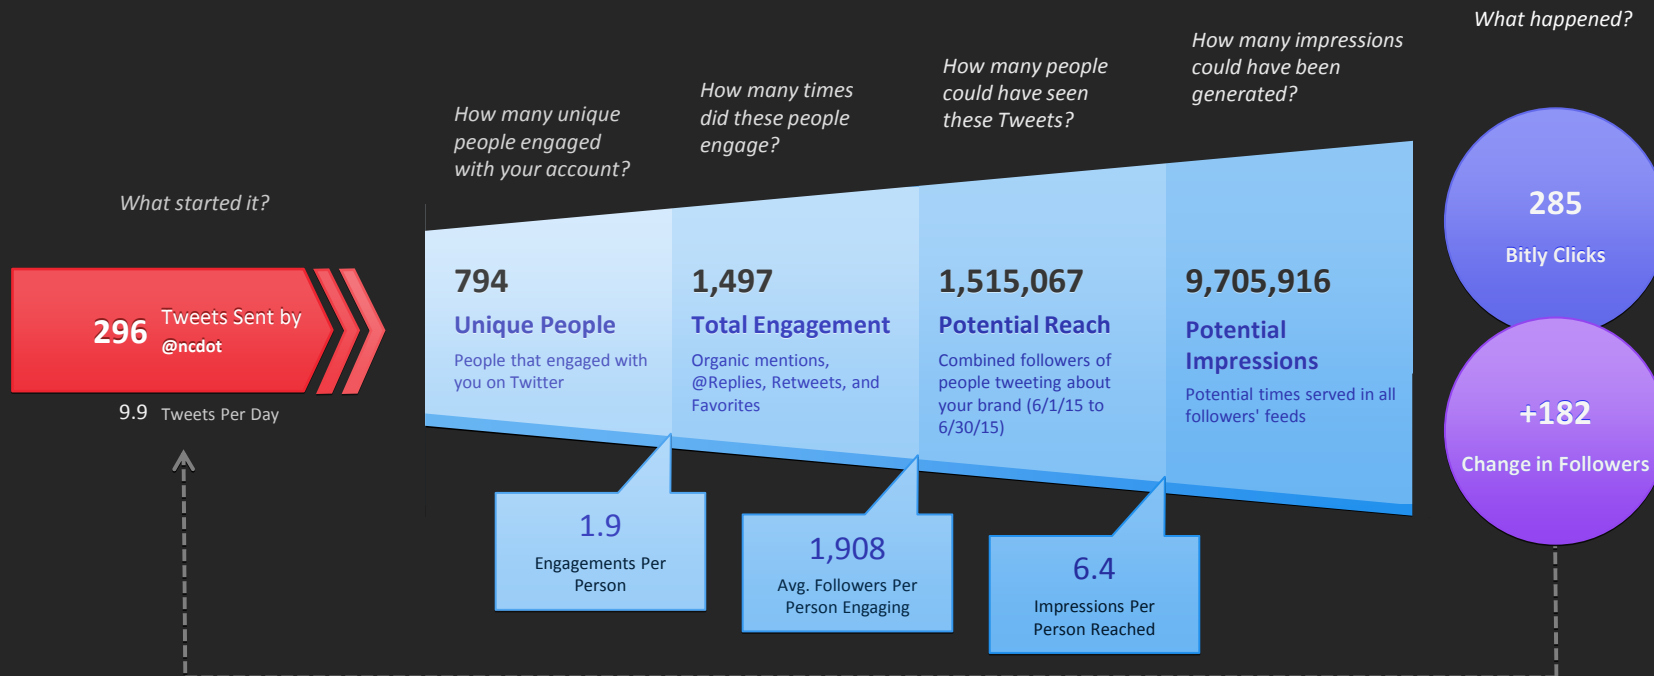 What started it?
296
Tweets Sent by
@ncdot
9.9 Tweets Per Day
How many unique
people engaged
with your account?
794
Unique People
People that engaged with
you on Twitter
1.9
Engagements Per
Person
How many times
did these people
engage?
1,497
Total Engagement
Organic mentions,
@Replies, Retweets, and
Favorites
1,908
Avg. Followers Per
Person Engaging
How many people
could have seen
these Tweets?
1,515,067
Potential Reach
Combined followers of
people tweeting about
your brand (6/1/15 to
6/30/15)
6.4
Impressions Per
Person Reached
How many impressions
could have been
generated?
9,705,916
Potential
Impressions
Potential times served in all
followers' feeds
What happened?
285
Bitly Clicks
+182
Change in Followers